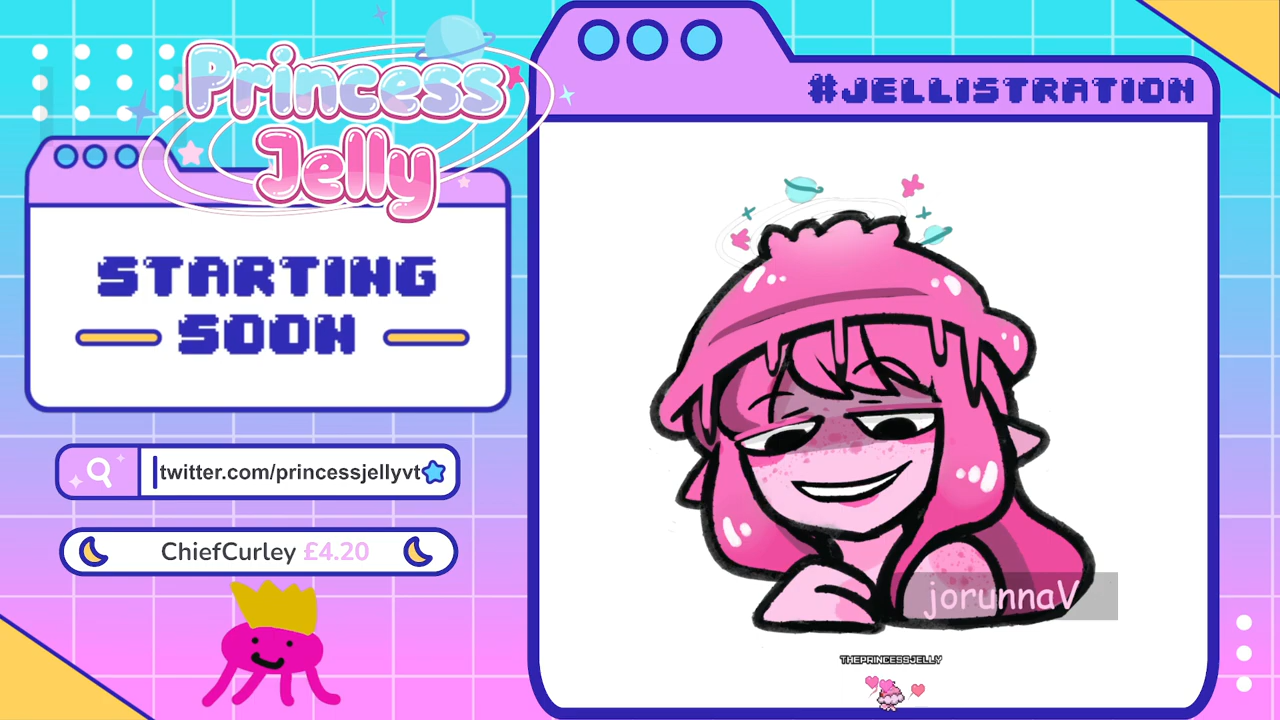 Princess
Jelly
#JELLISTRATION
STARTING
SOON
twitter.com/princessjellyvt
ChiefCurley £4.20
jorunnaV
THEPRINCESSJELLY